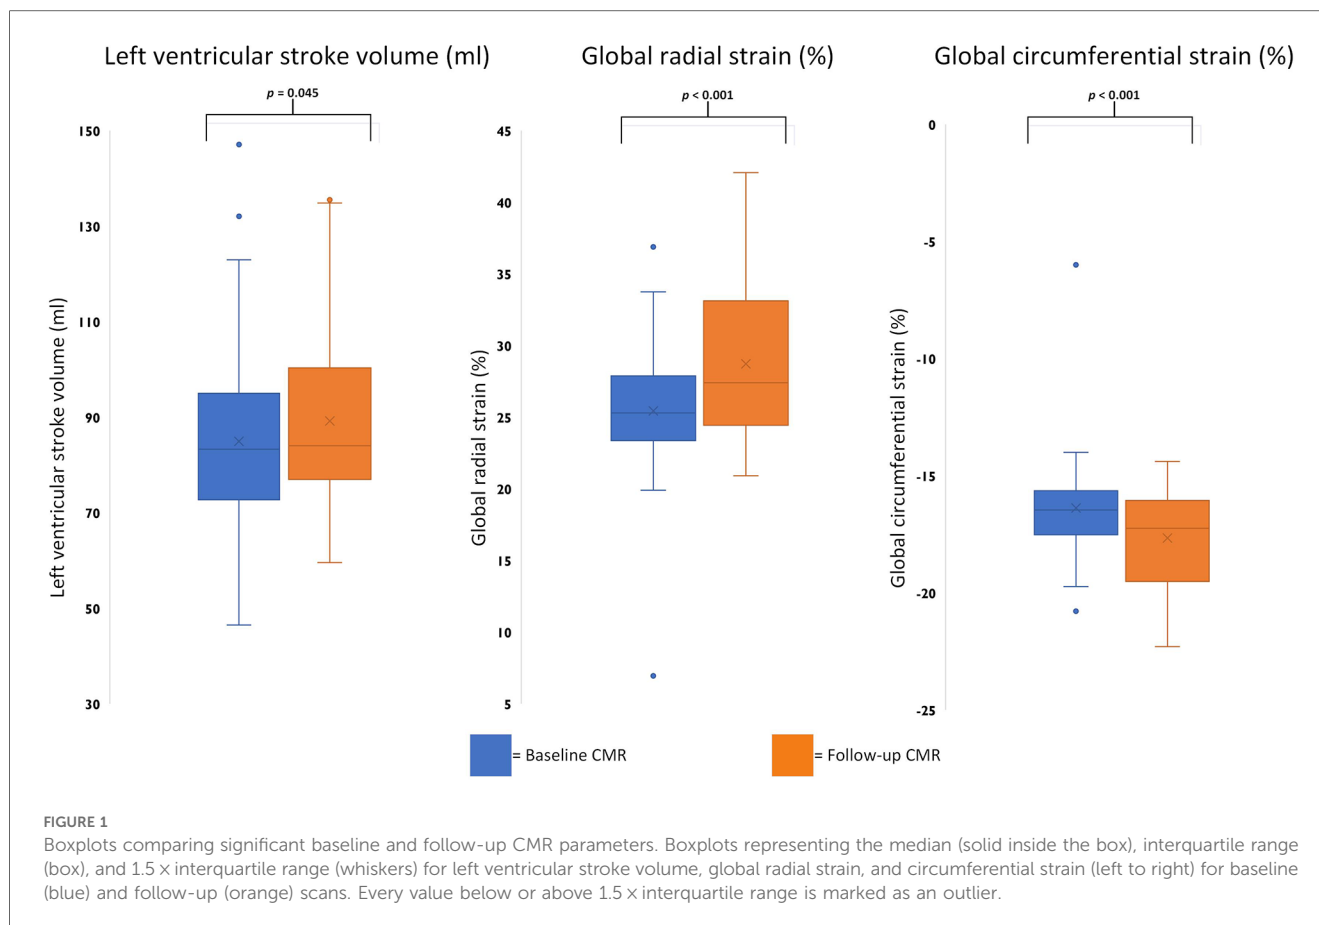 Left ventricular stroke volume (ml)
p = 0.045
150
130
110
90
70
50
30
Left ventricular stroke volume (ml)
Global radial strain (%)
p < 0.001
45
40
35
30
25
20
15
10
5
Global radial strain (%)
Global circumferential strain (%)
p < 0.001
0
-5
-10
-15
-20
-25
Global circumferential strain (%)
= Baseline CMR
= Follow-up CMR
FIGURE 1
Boxplots comparing significant baseline and follow-up CMR parameters. Boxplots representing the median (solid inside the box), interquartile range
(box), and 1.5 × interquartile range (whiskers) for left ventricular stroke volume, global radial strain, and circumferential strain (left to right) for baseline
(blue) and follow-up (orange) scans. Every value below or above 1.5 × interquartile range is marked as an outlier.